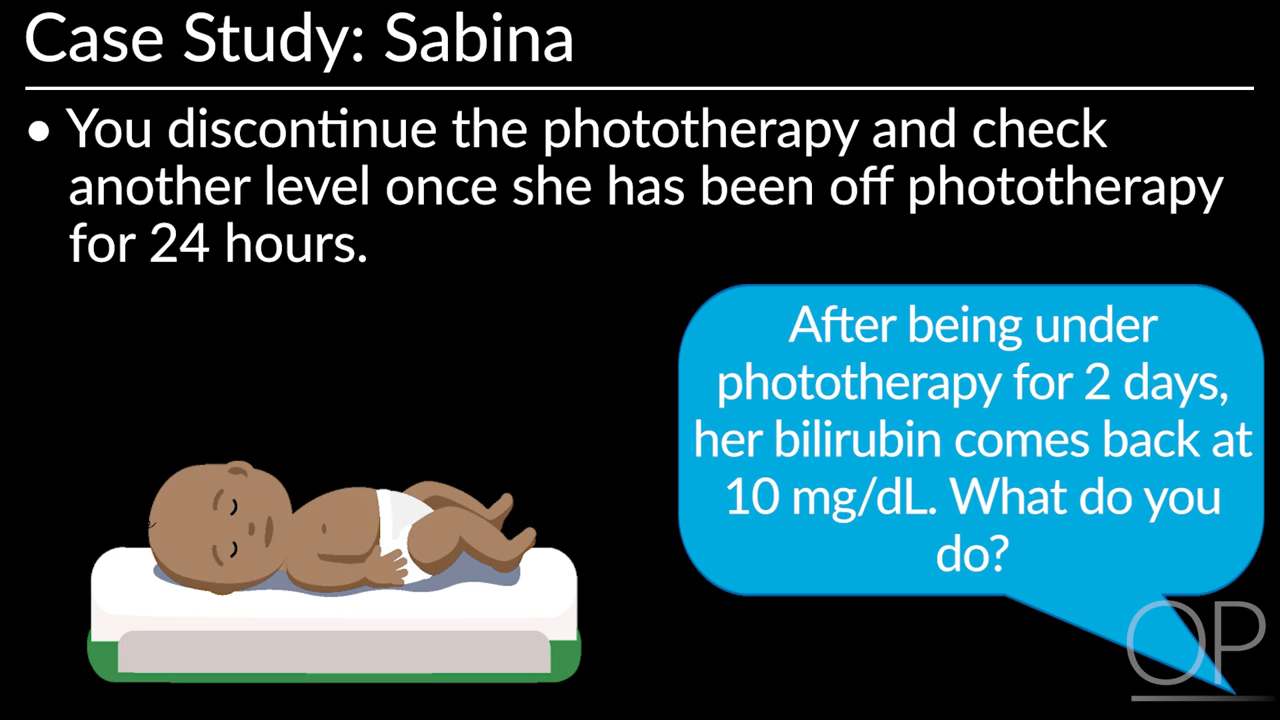 Case Study: Sabina
• You discontinue the phototherapy and check
another level once she has been off phototherapy
for 24 hours.
After being under
phototherapy for 2 days,
her bilirubin comes back at
10 mg/dL. What do you
do?
OP